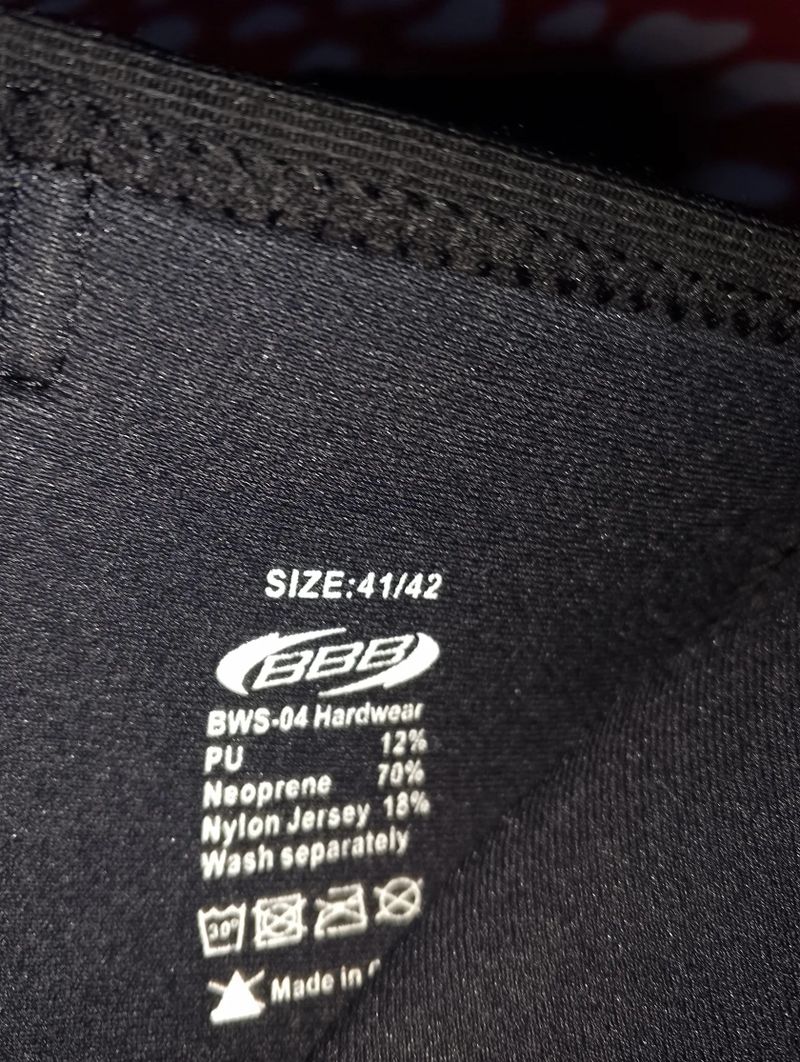 SIZE:41/42
BBB
BWS-04 Hardwear
PU 12%
Neoprene 70%
Nylon Jersey 18%
Wash separately
30°
Made in